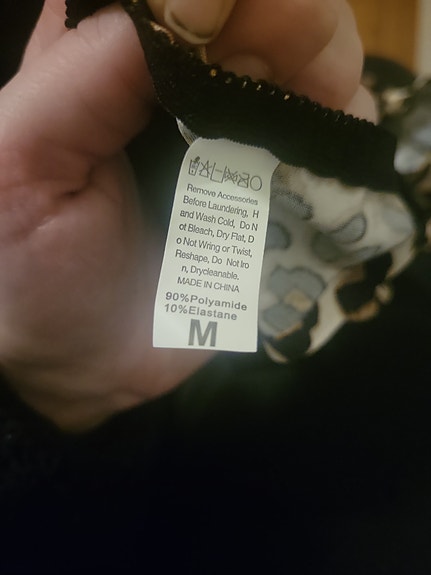 Remove Accessories
Before Laundering, H
and Wash Cold, Do N
ot Bleach, Dry Flat, D
o Not Wring or Twist,
Reshape, Do Not Iro
n, Drycleanable.
MADE IN CHINA
90%Polyamide
10%Elastane
M